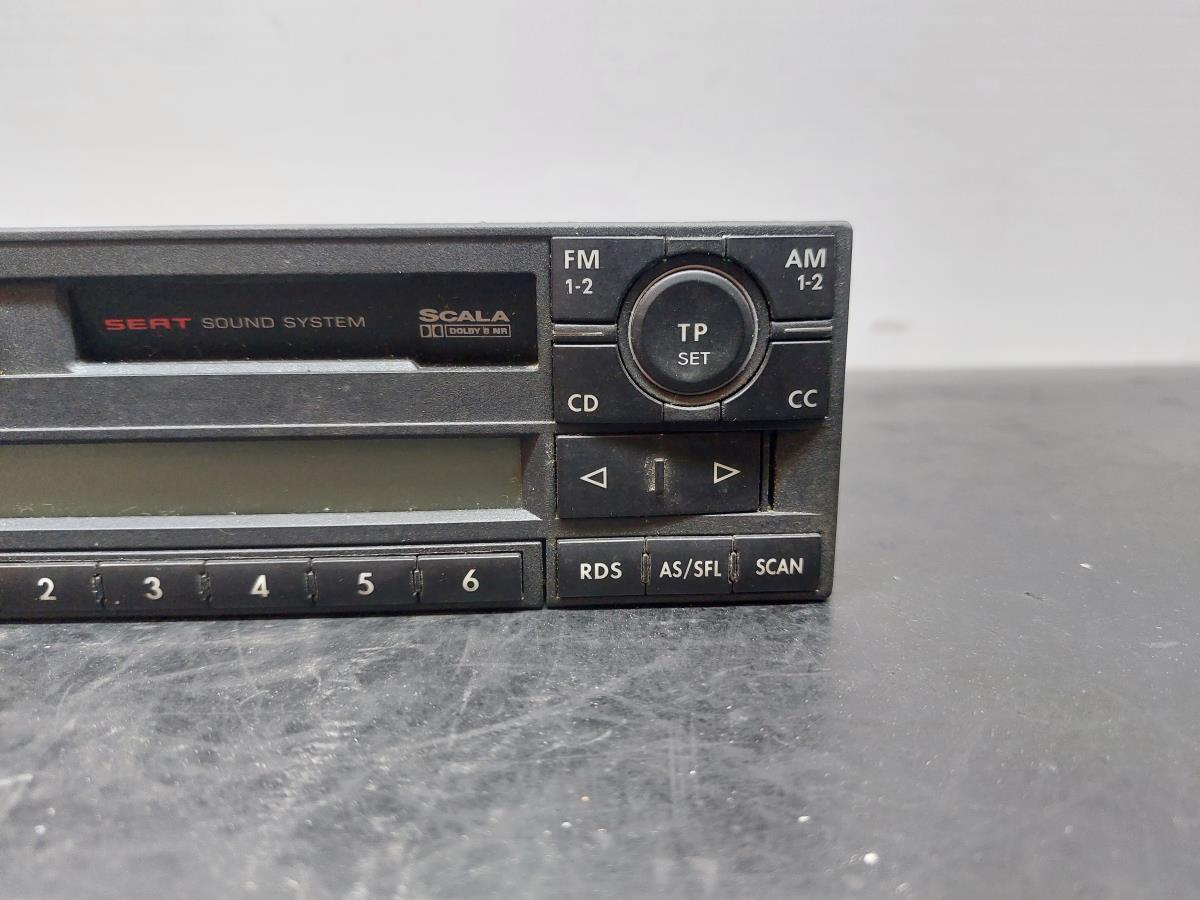 SEAT SOUND SYSTEM
SCALA
DOLBY B NR
FM
1-2
AM
1-2
TP
SET
CD
CC
2 3 4 5 6
RDS AS/SFL SCAN